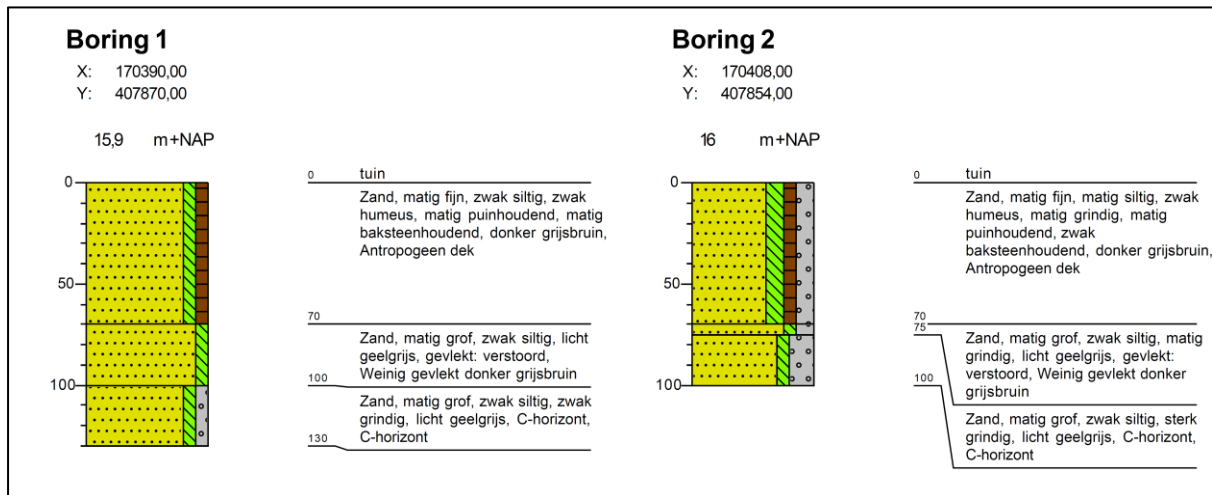 Boring 1
X: 170390,00
Y: 407870,00
15,9 m+NAP
0
50
100
0 tuin
Zand, matig fijn, zwak siltig, zwak
humeus, matig puinhoudend, matig
baksteenhoudend, donker grijsbruin,
Antropogeen dek
70
Zand, matig grof, zwak siltig, licht
geelgrijs, gevlekt: verstoord,
Weinig gevlekt donker grijsbruin
100
Zand, matig grof, zwak siltig, zwak
grindig, licht geelgrijs, C-horizont,
C-horizont
130
Boring 2
X: 170408,00
Y: 407854,00
16 m+NAP
0
50
100
0 tuin
Zand, matig fijn, matig siltig, zwak
humeus, matig grindig, matig
puinhoudend, zwak
baksteenhoudend, donker grijsbruin,
Antropogeen dek
70
75
Zand, matig grof, zwak siltig, matig
grindig, licht geelgrijs, gevlekt:
verstoord, Weinig gevlekt donker
grijsbruin
100
Zand, matig grof, zwak siltig, sterk
grindig, licht geelgrijs, C-horizont,
C-horizont